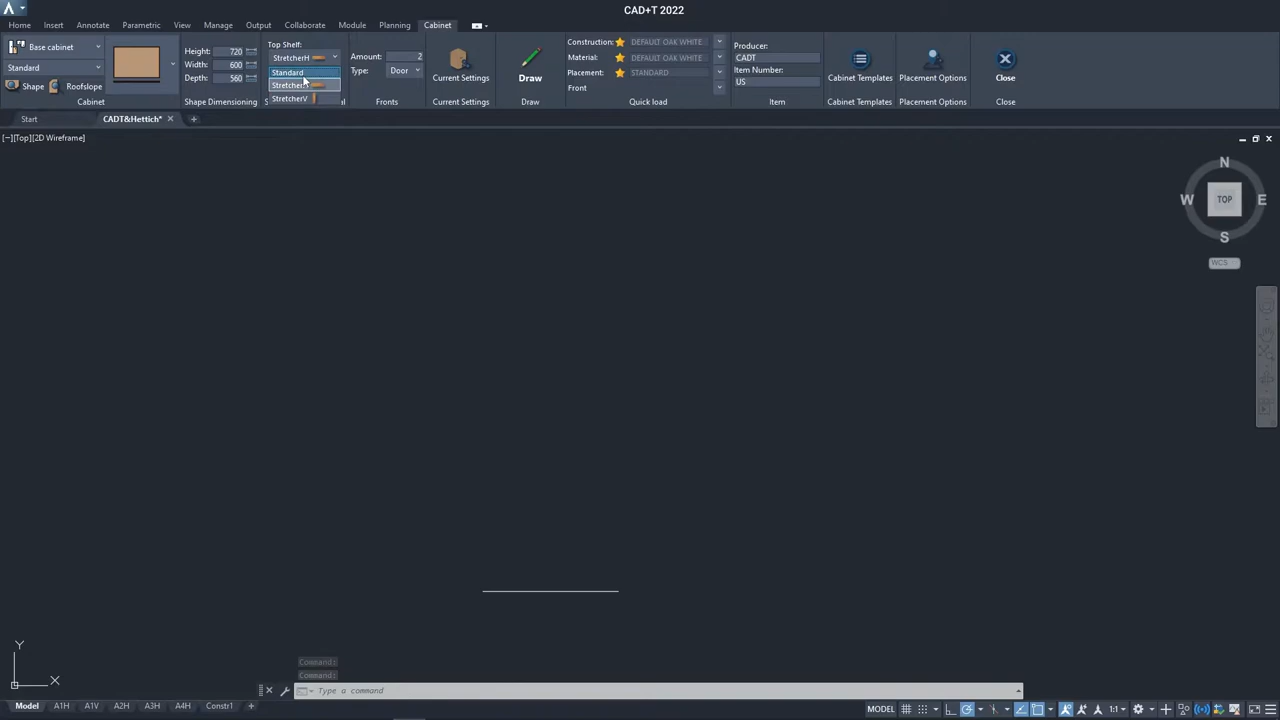 CAD+T 2022
Home Insert Annotate Parametric View Manage Output Collaborate Module Planning Cabinet
Base cabinet
Standard
Shape Roofslope
Cabinet
Height: 720
Width: 600
Depth: 560
Shape Dimensioning
Top Shelf:
StretcherH
Standard
StretcherV
Amount: 2
Type: Door
Fronts
Current Settings
Current Settings
Draw
Draw
Construction: DEFAULT OAK WHITE
Material: DEFAULT OAK WHITE
Placement: STANDARD
Front
Quick load
Producer:
CADT
Item Number:
US
Item
Cabinet Templates
Cabinet Templates
Placement Options
Placement Options
Close
Close
Start CADT&Hettich*
[−][Top][2D Wireframe]
N
W TOP E
S
WCS
Y
X
Command:
Command:
Type a command
Model A1H A1V A2H A3H A4H Constr1
MODEL 1:1